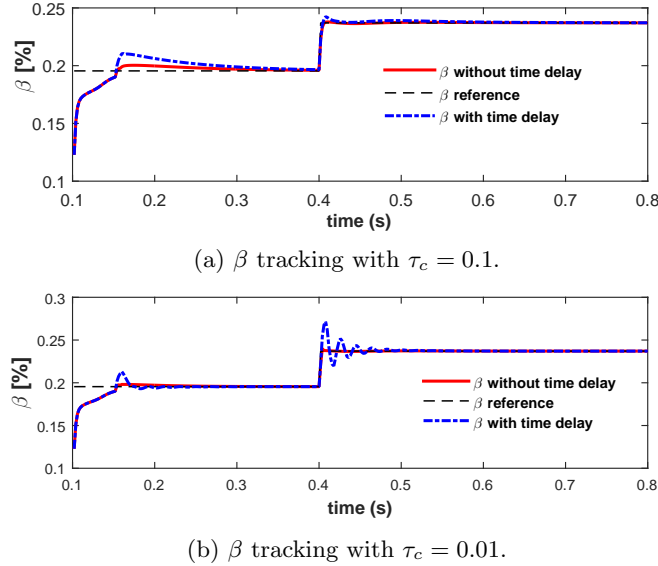 0.25
0.2
0.15
0.1
β [%]
β without time delay
β reference
β with time delay
0.1 0.2 0.3 0.4 0.5 0.6 0.7 0.8
time (s)
(a) β tracking with τc = 0.1.
0.3
0.25
0.2
0.15
0.1
β [%]
β without time delay
β reference
β with time delay
0.1 0.2 0.3 0.4 0.5 0.6 0.7 0.8
time (s)
(b) β tracking with τc = 0.01.